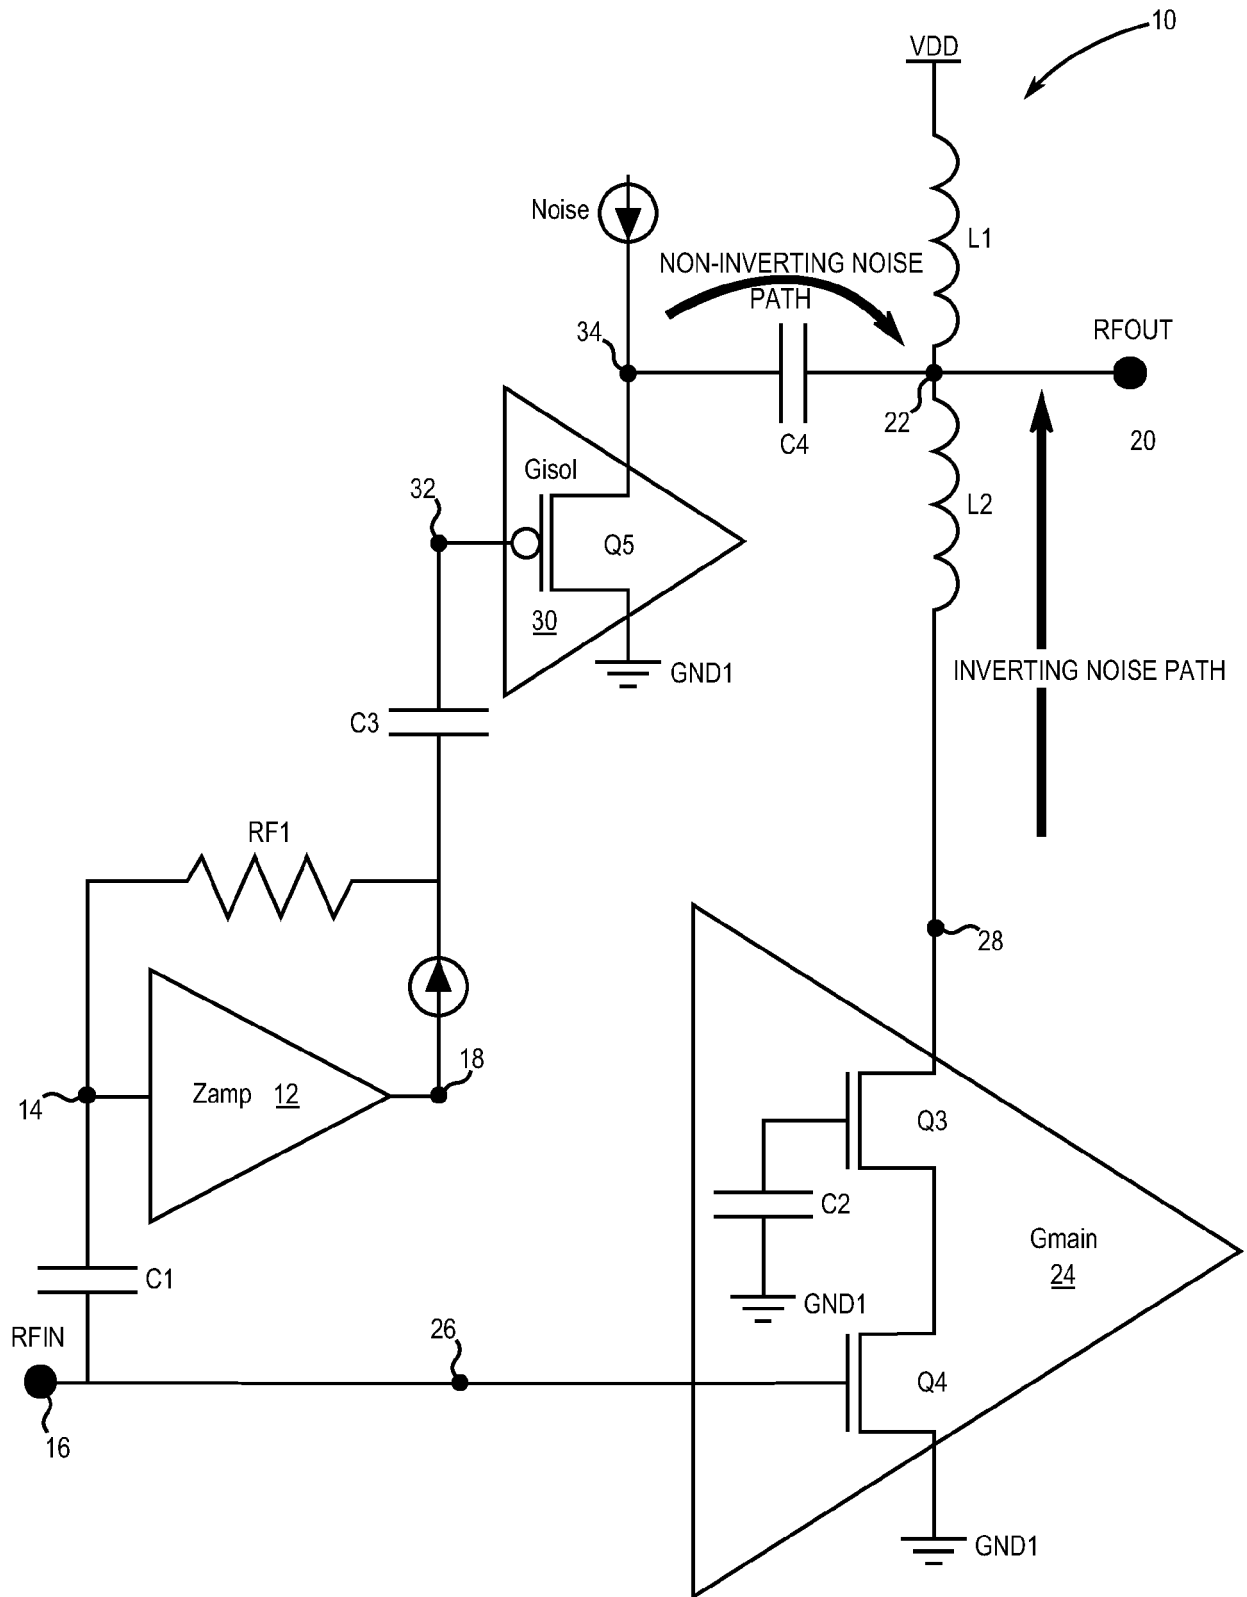 10
VDD
Noise
L1
NON-INVERTING NOISE
PATH
34
RFOUT
22
C4
20
Gisol
32
L2
Q5
30
GND1
INVERTING NOISE PATH
C3
RF1
28
18
Zamp 12
14
Q3
C2
Gmain
24
C1
GND1
RFIN
26
Q4
16
GND1